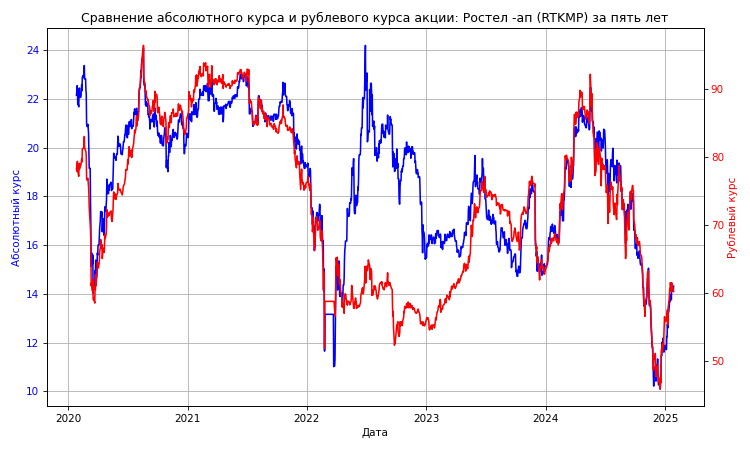 Сравнение абсолютного курса и рублевого курса акции: Ростел -ап (RTKMP) за пять лет
24
22
20
18
16
14
12
10
Абсолютный курс
90
80
70
60
50
Рублевый курс
2020 2021 2022 2023 2024 2025
Дата